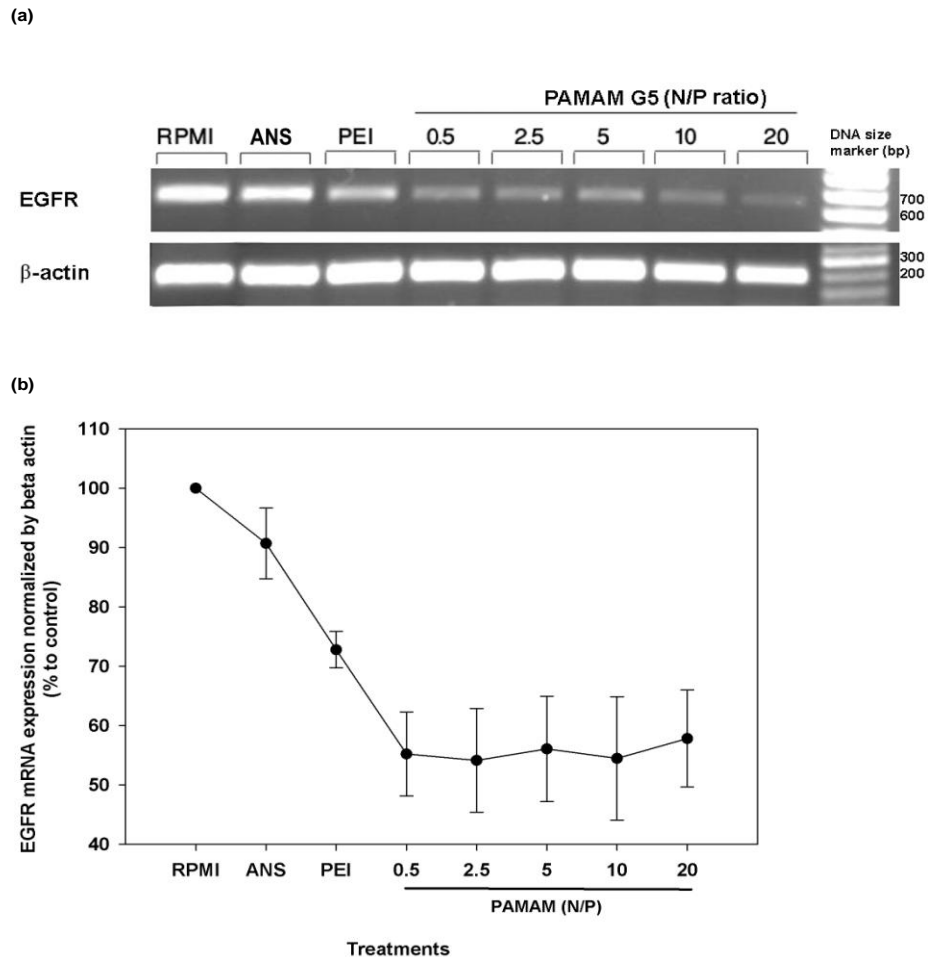 (a)
PAMAM G5 (N/P ratio)
RPMI ANS PEI 0.5 2.5 5 10 20 DNA size
marker (bp)
EGFR 700
600
β-actin 300
200
(b)
EGFR mRNA expression normalized by beta actin
(% to control)
110
100
90
80
70
60
50
40
RPMI ANS PEI 0.5 2.5 5 10 20
PAMAM (N/P)
Treatments